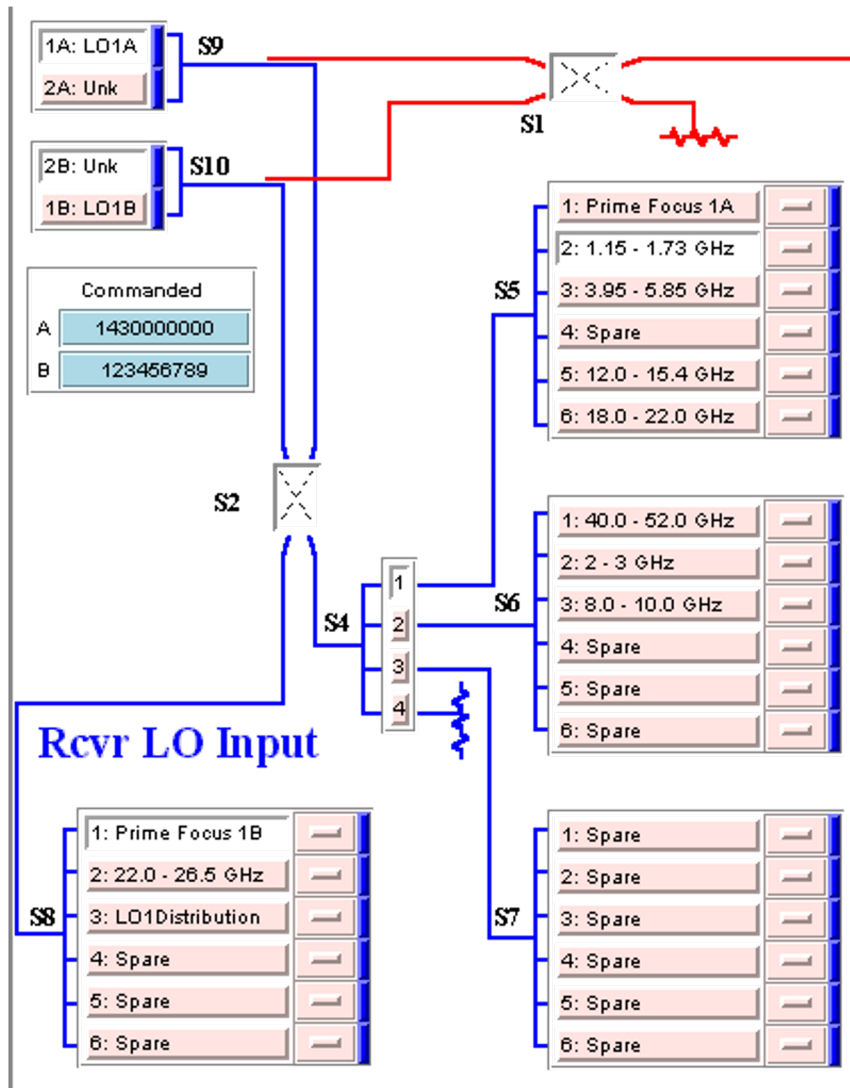 1A: LO1A
2A: Unk
S9
2B: Unk
1B: LO1B
S10
S1
Commanded
A 1430000000
B 123456789
S5
1: Prime Focus 1A
2: 1.15 - 1.73 GHz
3: 3.95 - 5.85 GHz
4: Spare
5: 12.0 - 15.4 GHz
6: 18.0 - 22.0 GHz
S2
S4
1
2
3
4
S6
1: 40.0 - 52.0 GHz
2: 2 - 3 GHz
3: 8.0 - 10.0 GHz
4: Spare
5: Spare
6: Spare
Rcvr LO Input
S8
1: Prime Focus 1B
2: 22.0 - 26.5 GHz
3: LO1Distribution
4: Spare
5: Spare
6: Spare
S7
1: Spare
2: Spare
3: Spare
4: Spare
5: Spare
6: Spare